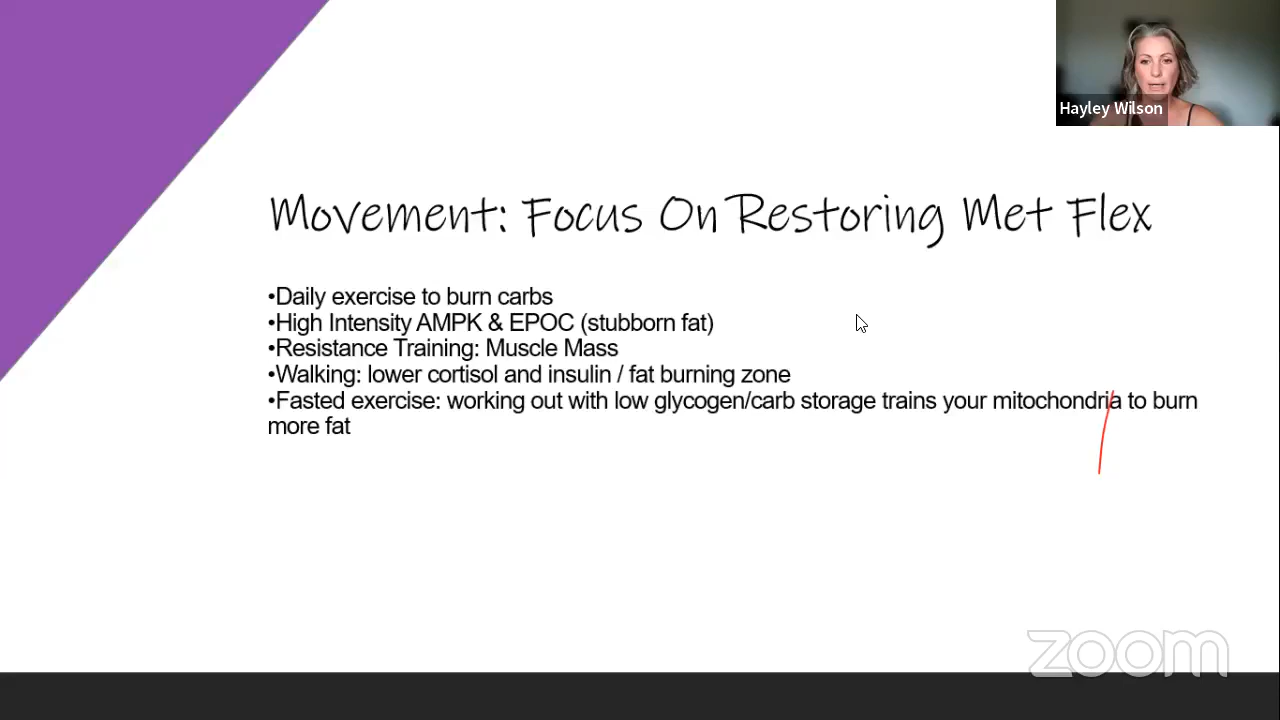 Hayley Wilson
Movement: Focus On Restoring Met Flex
•Daily exercise to burn carbs
•High Intensity AMPK & EPOC (stubborn fat)
•Resistance Training: Muscle Mass
•Walking: lower cortisol and insulin / fat burning zone
•Fasted exercise: working out with low glycogen/carb storage trains your mitochondria to burn
more fat
zoom